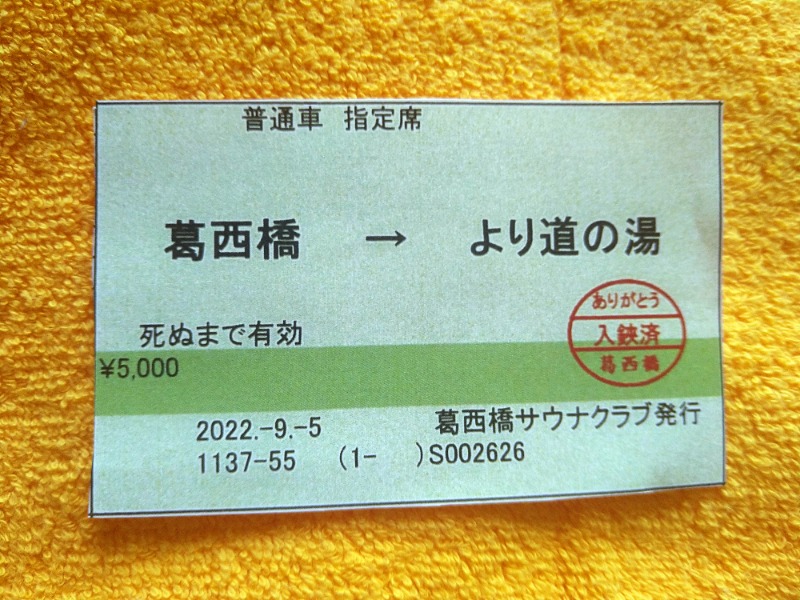 普通車 指定席
葛西橋 → より道の湯
ありがとう
入鋏済
葛西橋
死ぬまで有効
¥5,000
2022.-9.-5 葛西橋サウナクラブ発行
1137-55 (1- )S002626